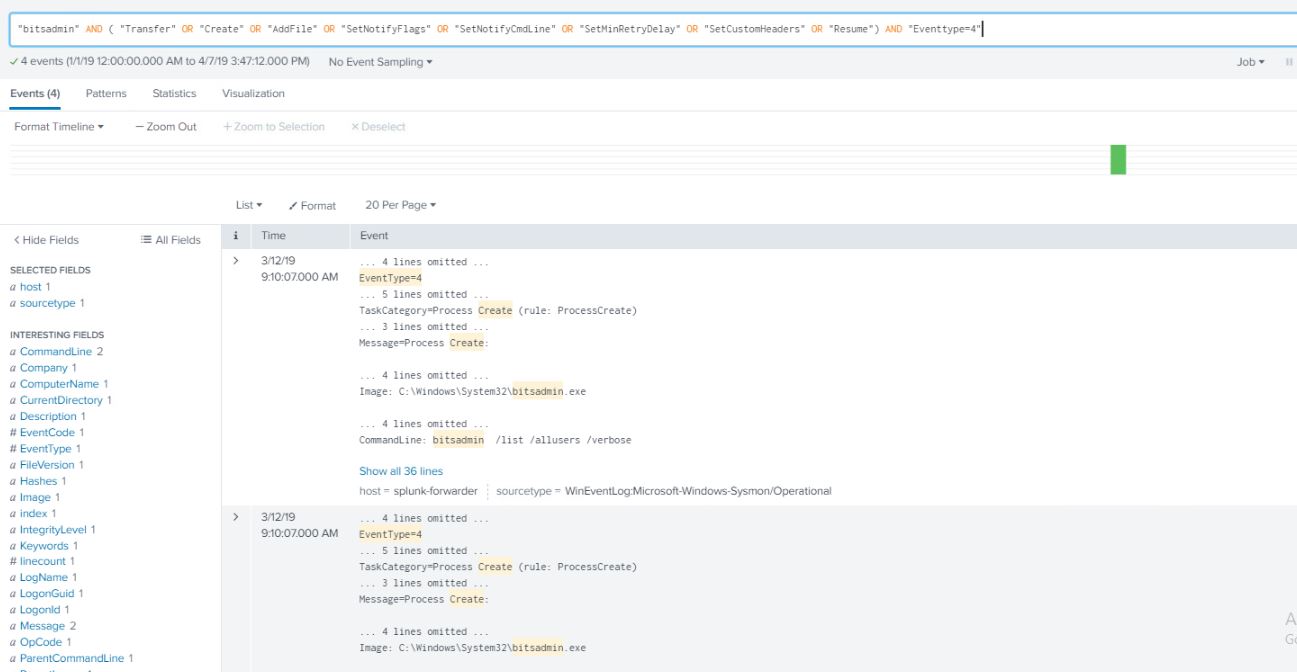 "bitsadmin" AND ( "Transfer" OR "Create" OR "AddFile" OR "SetNotifyFlags" OR "SetNotifyCmdLine" OR "SetMinRetryDelay" OR "SetCustomHeaders" OR "Resume") AND "Eventtype=4"
✓ 4 events (1/1/19 12:00:00.000 AM to 4/7/19 3:47:12.000 PM) No Event Sampling ▾ Job ▾
Events (4) Patterns Statistics Visualization
Format Timeline ▾ — Zoom Out + Zoom to Selection × Deselect
List ▾ Format 20 Per Page ▾
< Hide Fields All Fields
i Time Event
SELECTED FIELDS
a host 1
a sourcetype 1
INTERESTING FIELDS
a CommandLine 2
a Company 1
a ComputerName 1
a CurrentDirectory 1
a Description 1
# EventCode 1
# EventType 1
a FileVersion 1
a Hashes 1
a Image 1
a index 1
a IntegrityLevel 1
a Keywords 1
# linecount 1
a LogName 1
a LogonGuid 1
a LogonId 1
a Message 2
a OpCode 1
a ParentCommandLine 1
> 3/12/19
9:10:07.000 AM
... 4 lines omitted ...
EventType=4
... 5 lines omitted ...
TaskCategory=Process Create (rule: ProcessCreate)
... 3 lines omitted ...
Message=Process Create:
... 4 lines omitted ...
Image: C:\Windows\System32\bitsadmin.exe
... 4 lines omitted ...
CommandLine: bitsadmin /list /allusers /verbose
Show all 36 lines
host = splunk-forwarder sourcetype = WinEventLog:Microsoft-Windows-Sysmon/Operational
> 3/12/19
9:10:07.000 AM
... 4 lines omitted ...
EventType=4
... 5 lines omitted ...
TaskCategory=Process Create (rule: ProcessCreate)
... 3 lines omitted ...
Message=Process Create:
... 4 lines omitted ...
Image: C:\Windows\System32\bitsadmin.exe